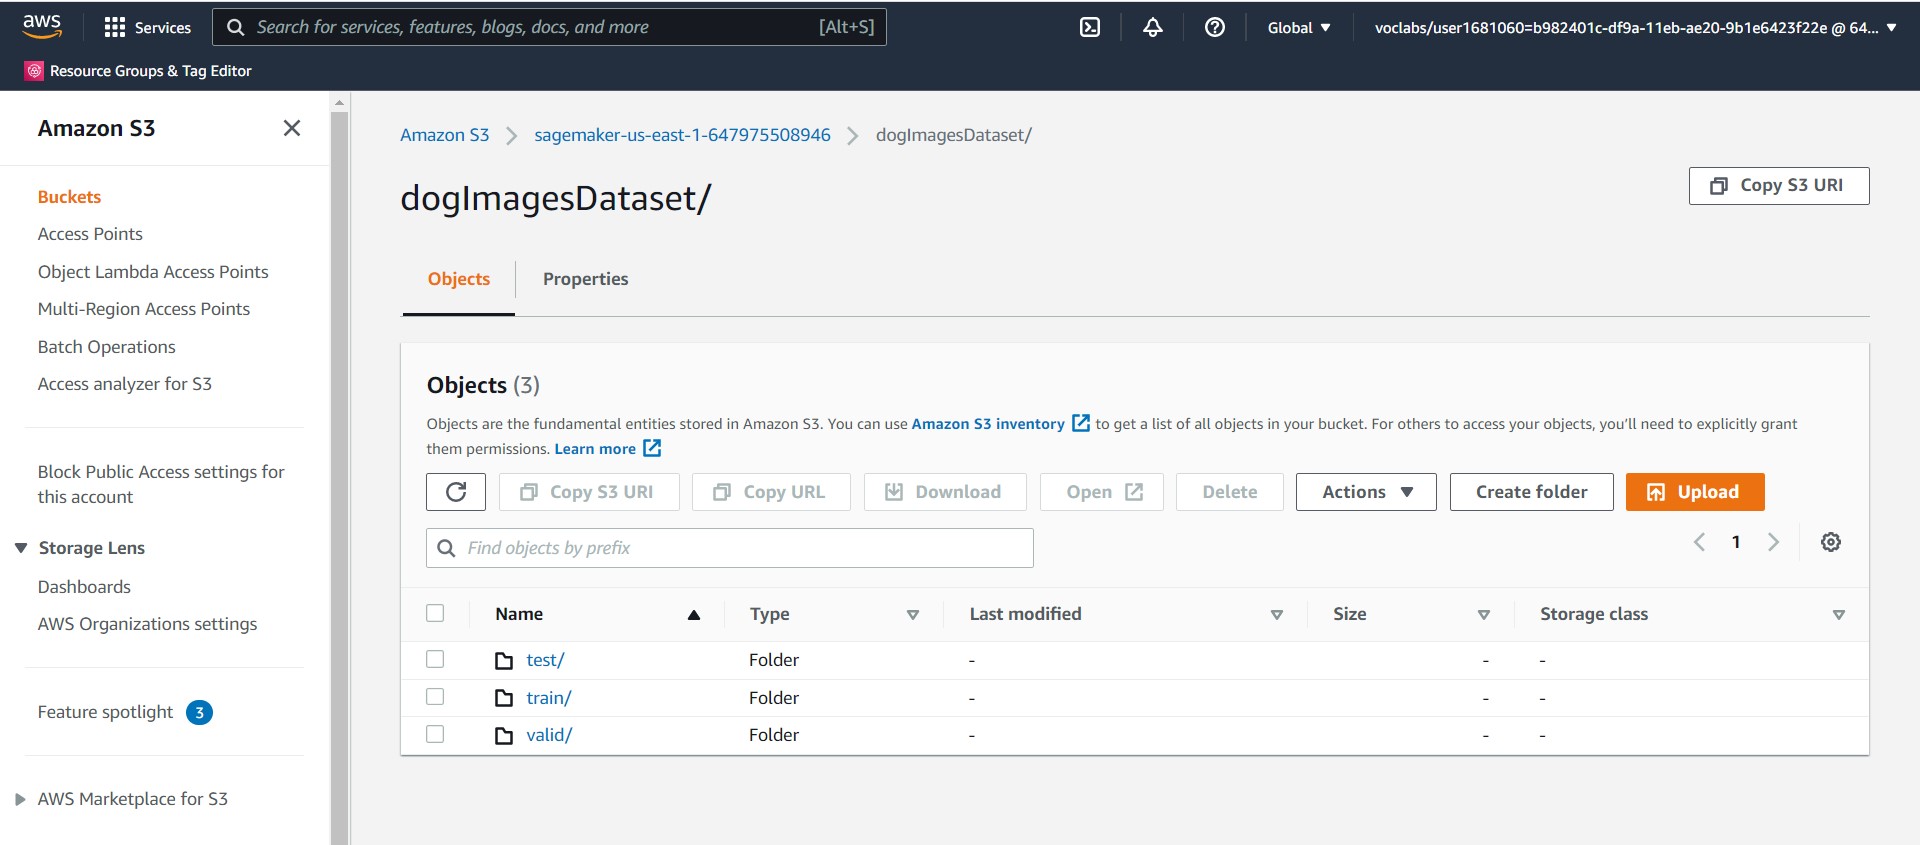 aws
Services
Search for services, features, blogs, docs, and more [Alt+S]
Global
voclabs/user1681060=b982401c-df9a-11eb-ae20-9b1e6423f22e @ 64...
Resource Groups & Tag Editor
Amazon S3
Buckets
Access Points
Object Lambda Access Points
Multi-Region Access Points
Batch Operations
Access analyzer for S3
Block Public Access settings for
this account
Storage Lens
Dashboards
AWS Organizations settings
Feature spotlight 3
AWS Marketplace for S3
Amazon S3 > sagemaker-us-east-1-647975508946 > dogImagesDataset/
dogImagesDataset/
Copy S3 URI
Objects Properties
Objects (3)
Objects are the fundamental entities stored in Amazon S3. You can use Amazon S3 inventory to get a list of all objects in your bucket. For others to access your objects, you'll need to explicitly grant
them permissions. Learn more
Copy S3 URI Copy URL Download Open Delete Actions Create folder Upload
Find objects by prefix
1
Name Type Last modified Size Storage class
test/ Folder - - -
train/ Folder - - -
valid/ Folder - - -